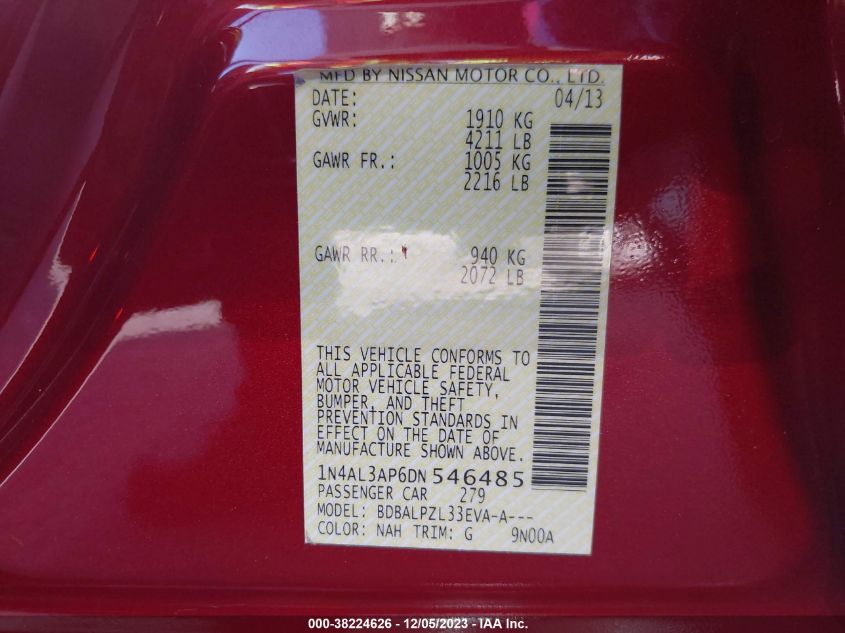 MFD BY NISSAN MOTOR CO., LTD.
DATE: 04/13
GVWR: 1910 KG
4211 LB
GAWR FR.: 1005 KG
2216 LB
GAWR RR.: 940 KG
2072 LB
THIS VEHICLE CONFORMS TO
ALL APPLICABLE FEDERAL
MOTOR VEHICLE SAFETY,
BUMPER, AND THEFT
PREVENTION STANDARDS IN
EFFECT ON THE DATE OF
MANUFACTURE SHOWN ABOVE.
1N4AL3AP6DN 546485
PASSENGER CAR 279
MODEL: BDBALPZL33EVA-A---
COLOR: NAH TRIM: G 9N00A
000-38224626 - 12/05/2023 - IAA Inc.